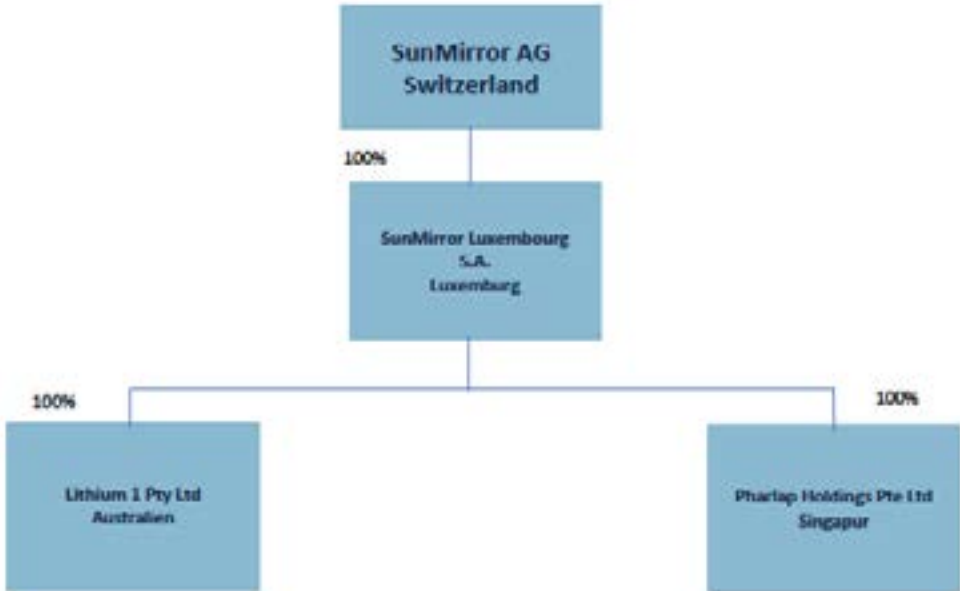 SunMirror AG
Switzerland
100%
SunMirror Luxembourg
S.A.
Luxemburg
100%
100%
Lithium 1 Pty Ltd
Australien
Pharlap Holdings Pte Ltd
Singapur